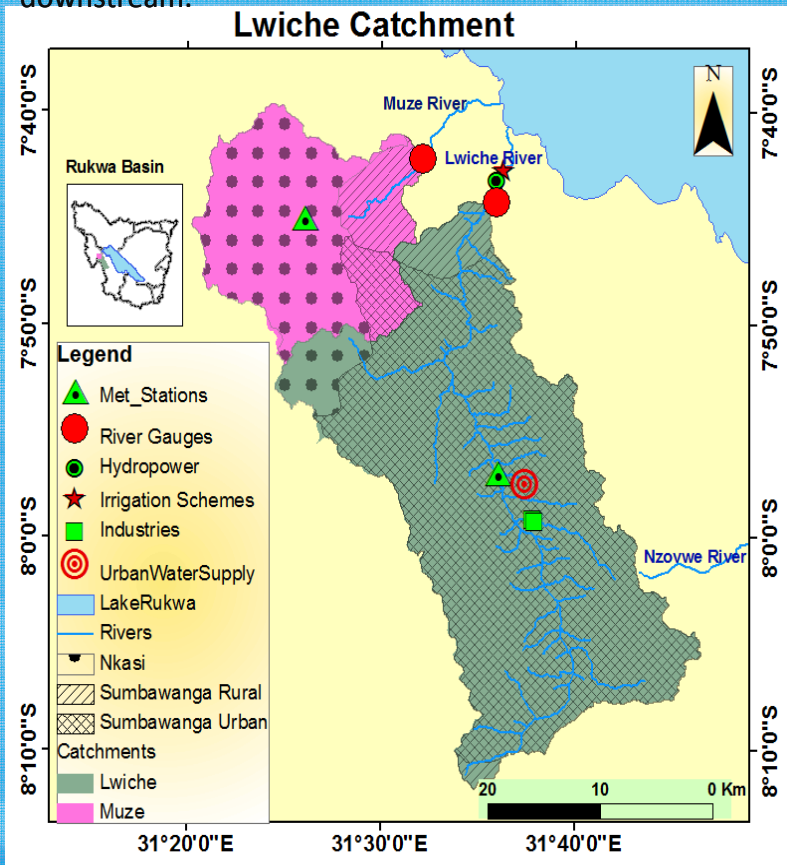 downstream.
Lwiche Catchment
7°40'0"S
7°50'0"S
8°0'0"S
8°10'0"S
Rukwa Basin
Muze River
Lwiche River
N
Nzovwe River
Legend
Met_Stations
River Gauges
Hydropower
Irrigation Schemes
Industries
UrbanWaterSupply
LakeRukwa
Rivers
Nkasi
Sumbawanga Rural
Sumbawanga Urban
Catchments
Lwiche
Muze
20 10 0 Km
7°40'0"S
7°50'0"S
8°0'0"S
8°10'0"S
31°20'0"E 31°30'0"E 31°40'0"E